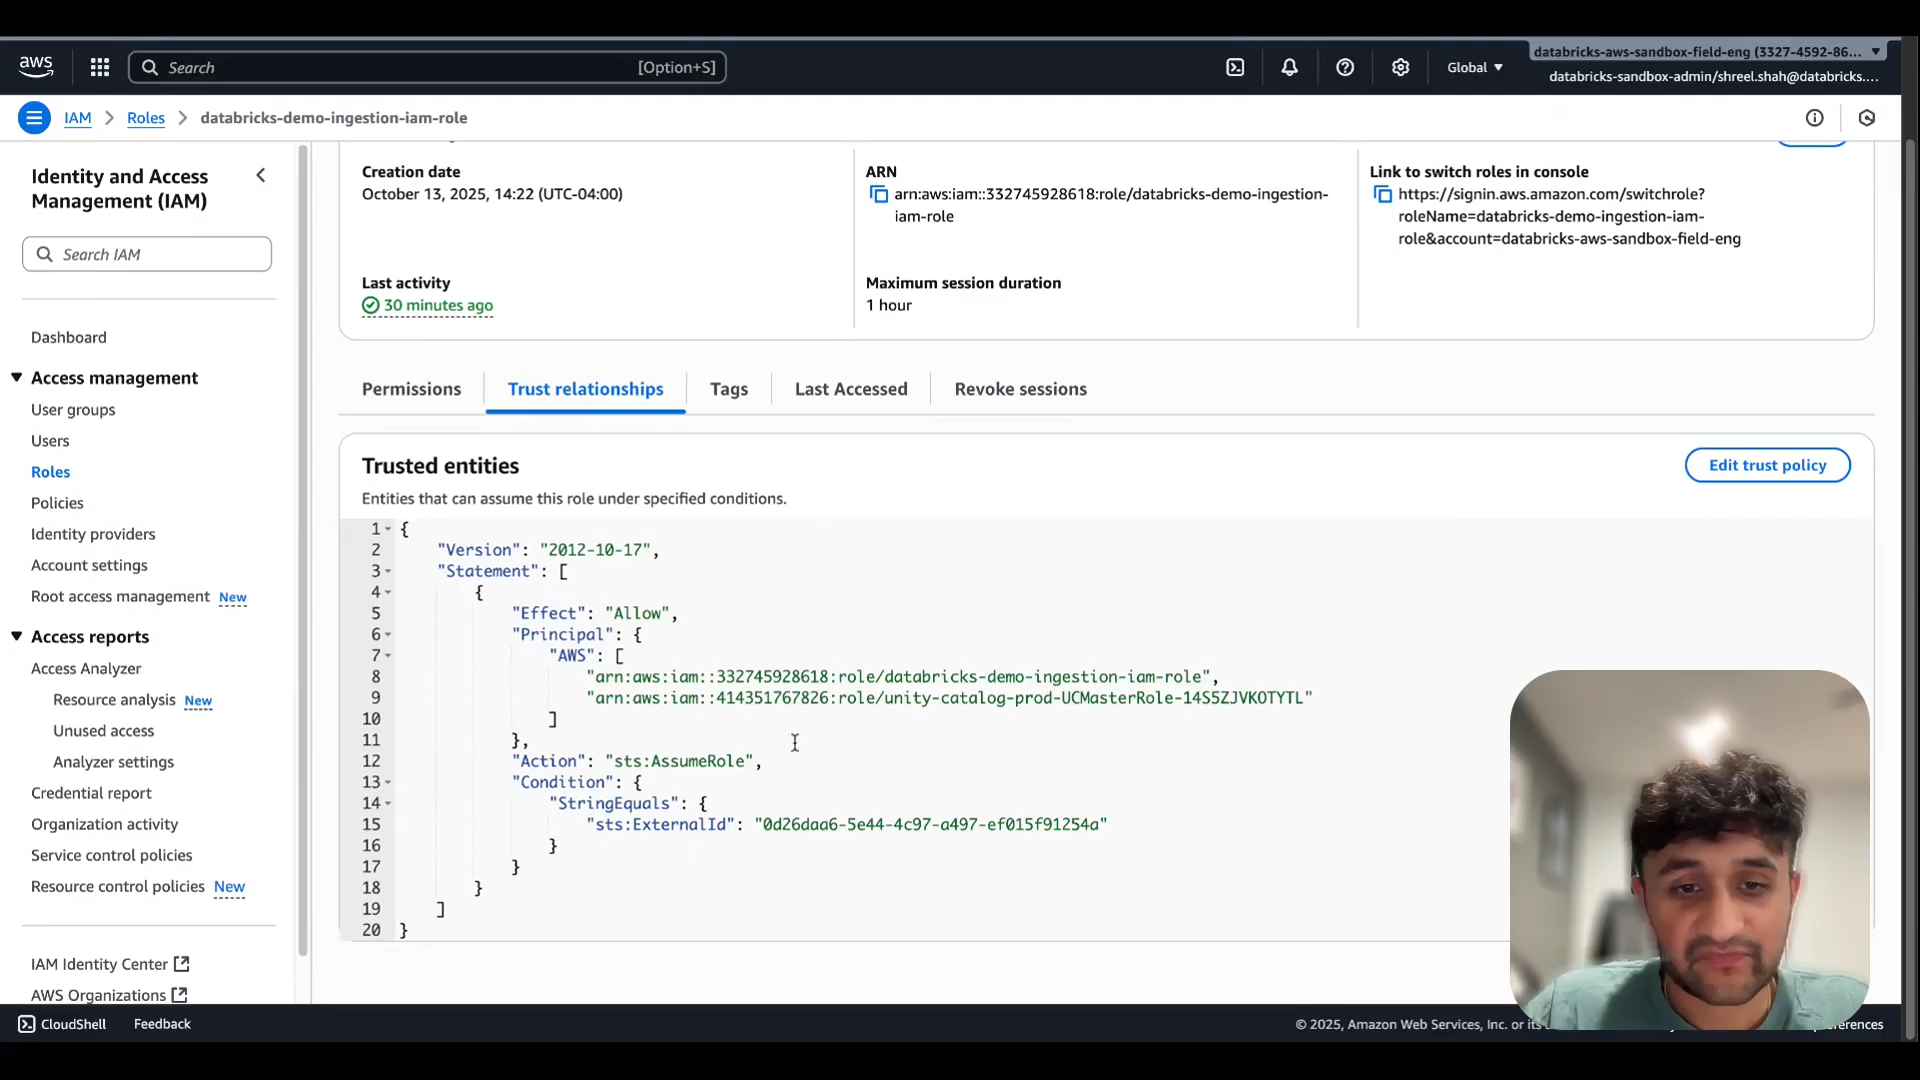 aws
Search
[Option+S]
Global
databricks-aws-sandbox-field-eng (3327-4592-86...
databricks-sandbox-admin/shreel.shah@databricks....
IAM
Roles
databricks-demo-ingestion-iam-role
Identity and Access
Management (IAM)
Search IAM
Dashboard
Access management
User groups
Users
Roles
Policies
Identity providers
Account settings
Root access management New
Access reports
Access Analyzer
Resource analysis New
Unused access
Analyzer settings
Credential report
Organization activity
Service control policies
Resource control policies New
IAM Identity Center
AWS Organizations
Creation date
October 13, 2025, 14:22 (UTC-04:00)
Last activity
30 minutes ago
ARN
arn:aws:iam::332745928618:role/databricks-demo-ingestion-
iam-role
Maximum session duration
1 hour
Link to switch roles in console
https://signin.aws.amazon.com/switchrole?
roleName=databricks-demo-ingestion-iam-
role&account=databricks-aws-sandbox-field-eng
Permissions
Trust relationships
Tags
Last Accessed
Revoke sessions
Trusted entities
Edit trust policy
Entities that can assume this role under specified conditions.
1 {
2 "Version": "2012-10-17",
3 "Statement": [
4 {
5 "Effect": "Allow",
6 "Principal": {
7 "AWS": [
8 "arn:aws:iam::332745928618:role/databricks-demo-ingestion-iam-role",
9 "arn:aws:iam::414351767826:role/unity-catalog-prod-UCMasterRole-14S5ZJVKOTYTL"
10 ]
11 },
12 "Action": "sts:AssumeRole",
13 "Condition": {
14 "StringEquals": {
15 "sts:ExternalId": "0d26daa6-5e44-4c97-a497-ef015f91254a"
16 }
17 }
18 }
19 ]
20 }
CloudShell
Feedback
© 2025, Amazon Web Services, Inc. or its